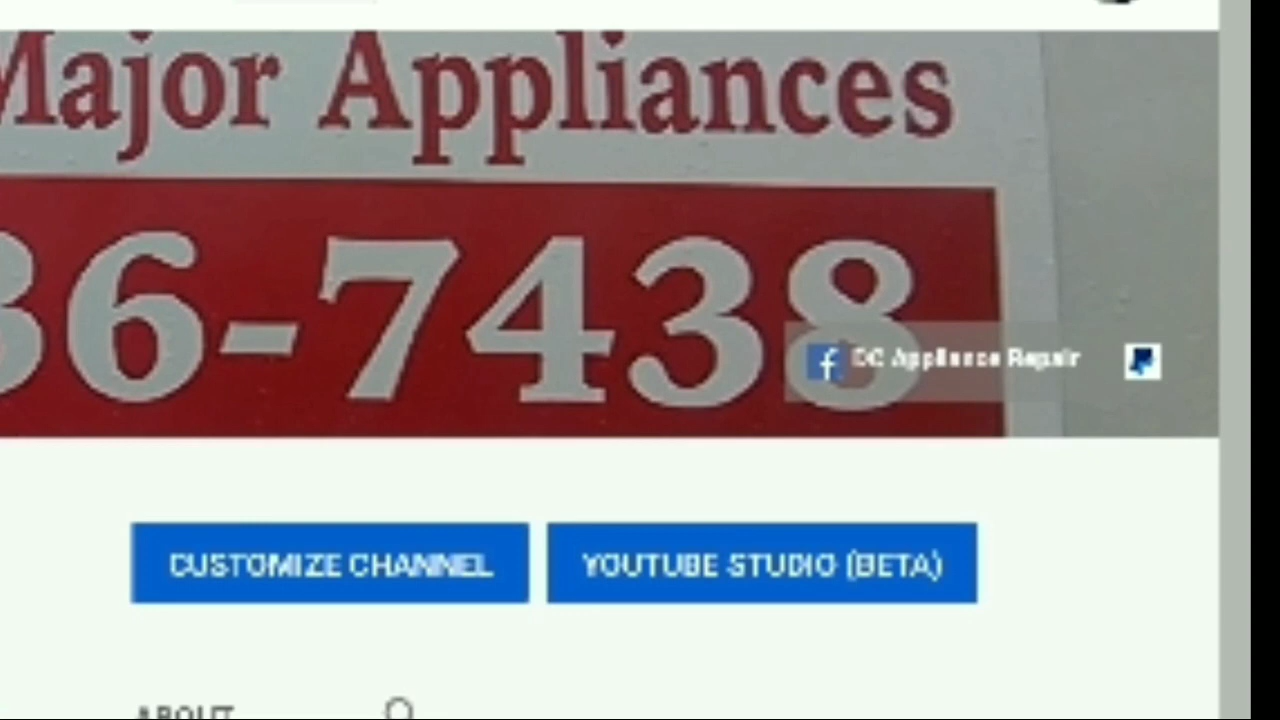 Major Appliances
36-7438
DC Appliance Repair
CUSTOMIZE CHANNEL
YOUTUBE STUDIO (BETA)
ABOUT